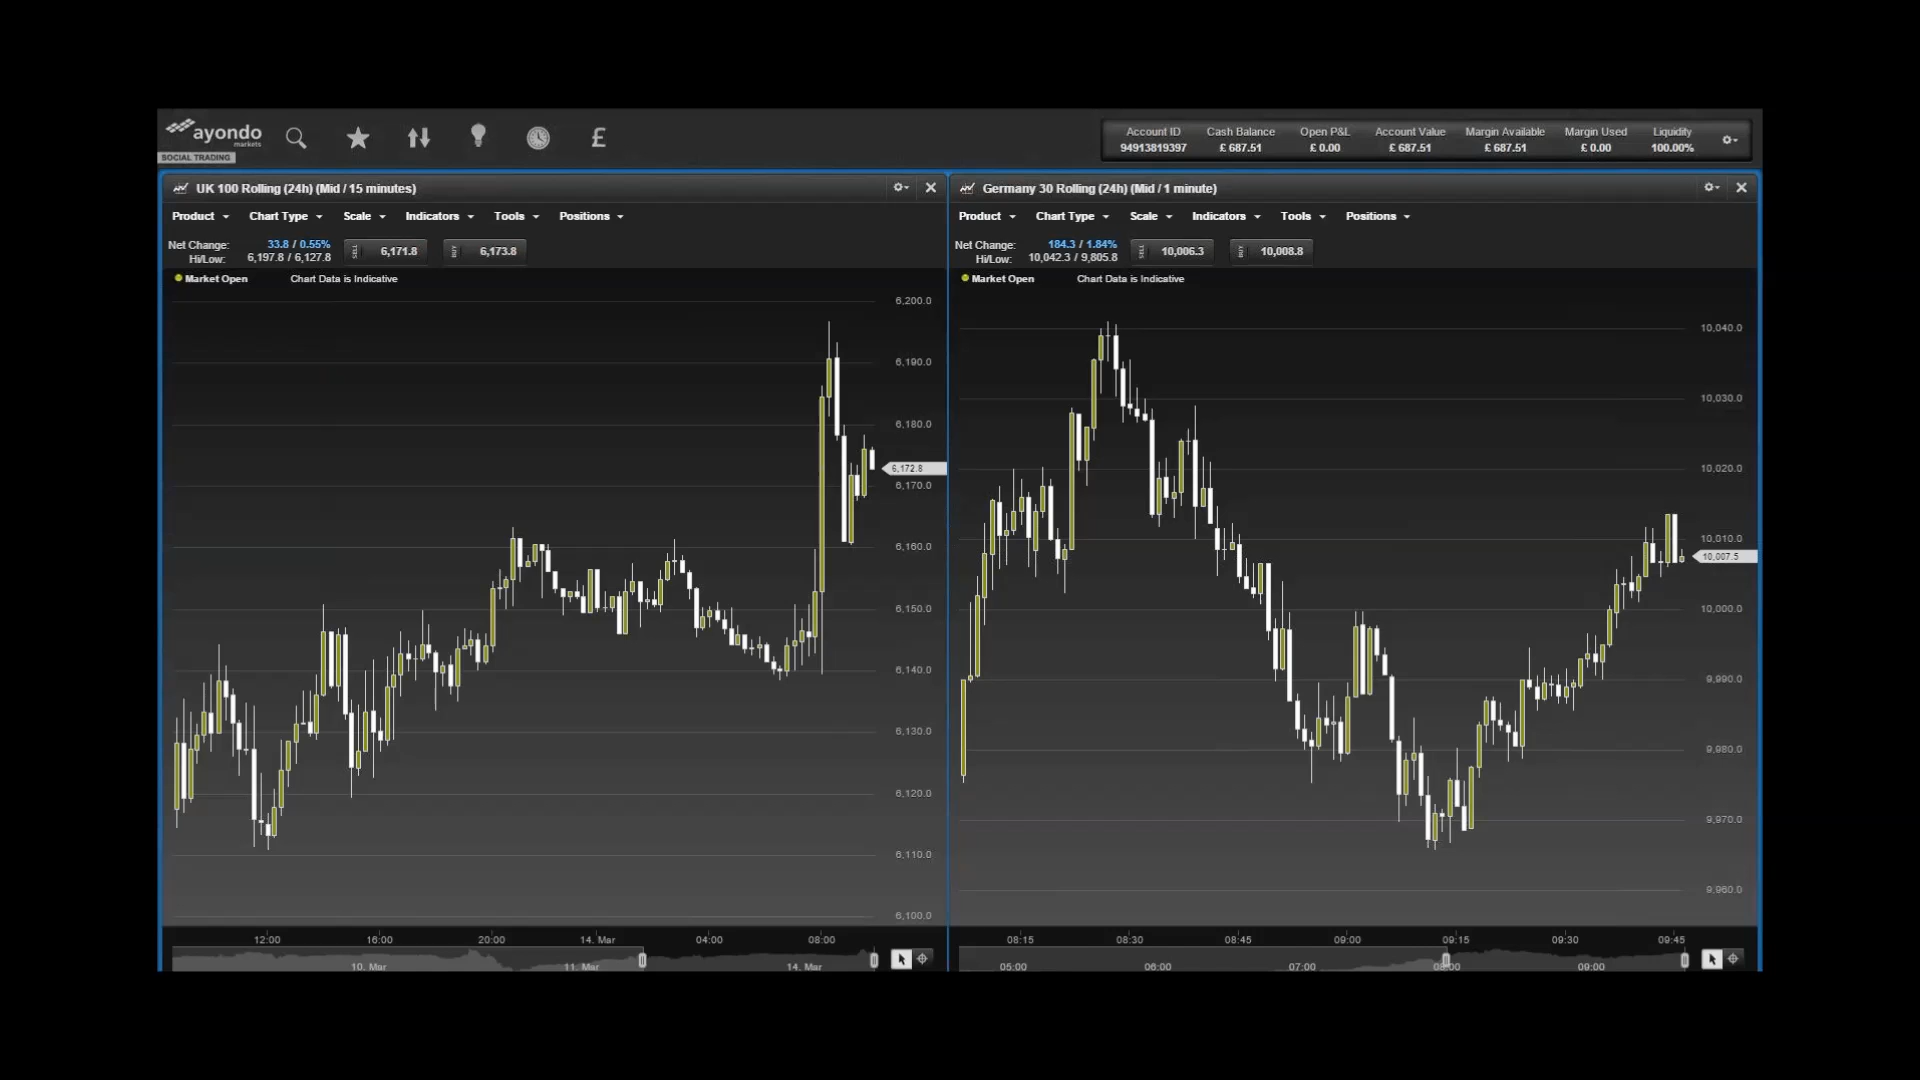 ayondo
markets
SOCIAL TRADING
£
Account ID Cash Balance Open P&L Account Value Margin Available Margin Used Liquidity
94913819397 £ 687.51 £ 0.00 £ 687.51 £ 687.51 £ 0.00 100.00%
UK 100 Rolling (24h) (Mid / 15 minutes)
Product Chart Type Scale Indicators Tools Positions
Net Change: 33.8 / 0.55%
Hi/Low: 6,197.8 / 6,127.8
SELL 6,171.8 BUY 6,173.8
Market Open Chart Data is Indicative
6,200.0
6,190.0
6,180.0
6,172.8
6,170.0
6,160.0
6,150.0
6,140.0
6,130.0
6,120.0
6,110.0
6,100.0
12:00 16:00 20:00 14. Mar 04:00 08:00
10. Mar 11. Mar 14. Mar
Germany 30 Rolling (24h) (Mid / 1 minute)
Product Chart Type Scale Indicators Tools Positions
Net Change: 184.3 / 1.84%
Hi/Low: 10,042.3 / 9,805.8
SELL 10,006.3 BUY 10,008.8
Market Open Chart Data is Indicative
10,040.0
10,030.0
10,020.0
10,010.0
10,007.5
10,000.0
9,990.0
9,980.0
9,970.0
9,960.0
08:15 08:30 08:45 09:00 09:15 09:30 09:45
05:00 06:00 07:00 08:00 09:00